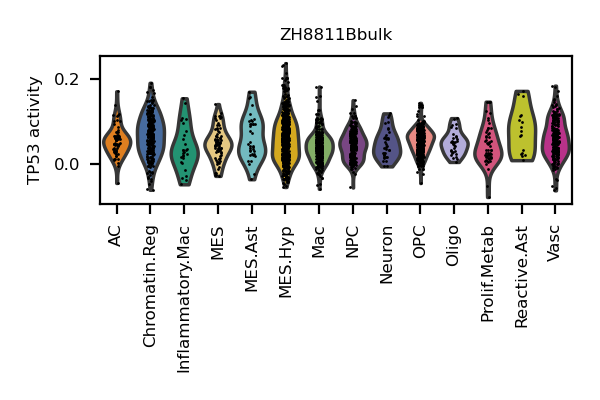 ZH8811Bbulk
TP53 activity
0.2
0.0
AC
Chromatin.Reg
Inflammatory.Mac
MES
MES.Ast
MES.Hyp
Mac
NPC
Neuron
OPC
Oligo
Prolif.Metab
Reactive.Ast
Vasc